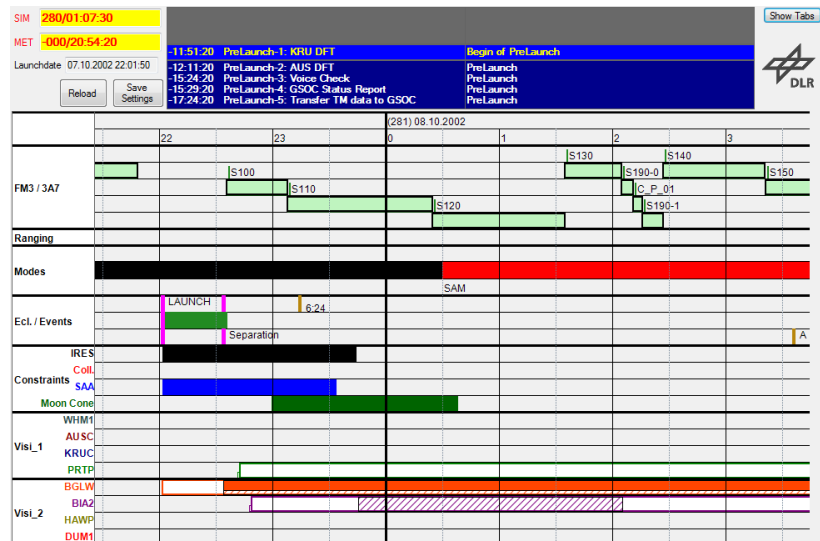 SIM 280/01:07:30
MET -000/20:54:20
Launchdate 07.10.2002 22:01:50
Reload Save Settings
-11:51:20 PreLaunch-1: KRU DFT Begin of PreLaunch
-12:11:20 PreLaunch-2: AUS DFT PreLaunch
-15:24:20 PreLaunch-3: Voice Check PreLaunch
-15:29:20 PreLaunch-4: GSOC Status Report PreLaunch
-17:24:20 PreLaunch-5: Transfer TM data to GSOC PreLaunch
Show Tabs
DLR
(281) 08.10.2002
22 23 0 1 2 3
S130 S140
S100 S190-0 S150
FM3 / 3A7 S110 C_P_01
S120 S190-1
Ranging
Modes
SAM
LAUNCH 6:24
Ecl. / Events
Separation A
IRES
Coll.
Constraints SAA
Moon Cone
WHM1
AUSC
Visi_1 KRUC
PRTP
BGLW
BIA2
Visi_2 HAWP
DUM1